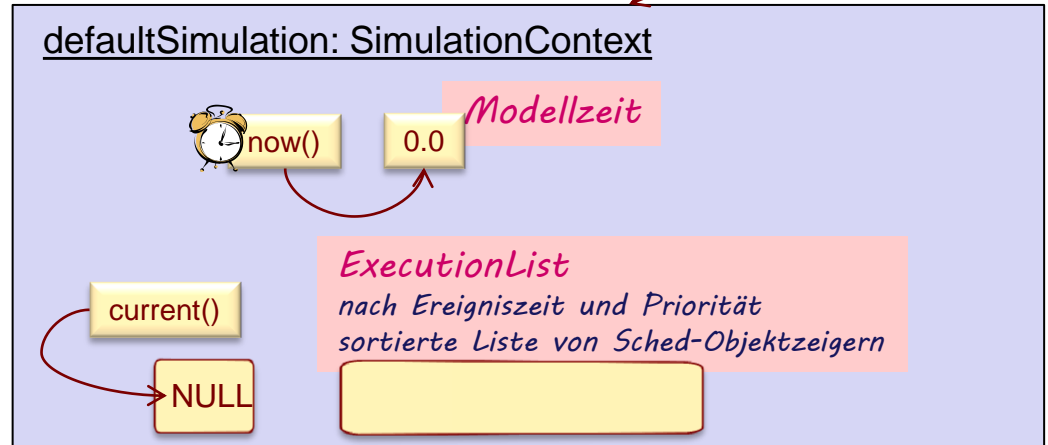 defaultSimulation: SimulationContext
Modellzeit
now()
0.0
ExecutionList
nach Ereigniszeit und Priorität
sortierte Liste von Sched-Objektzeigern
current()
NULL